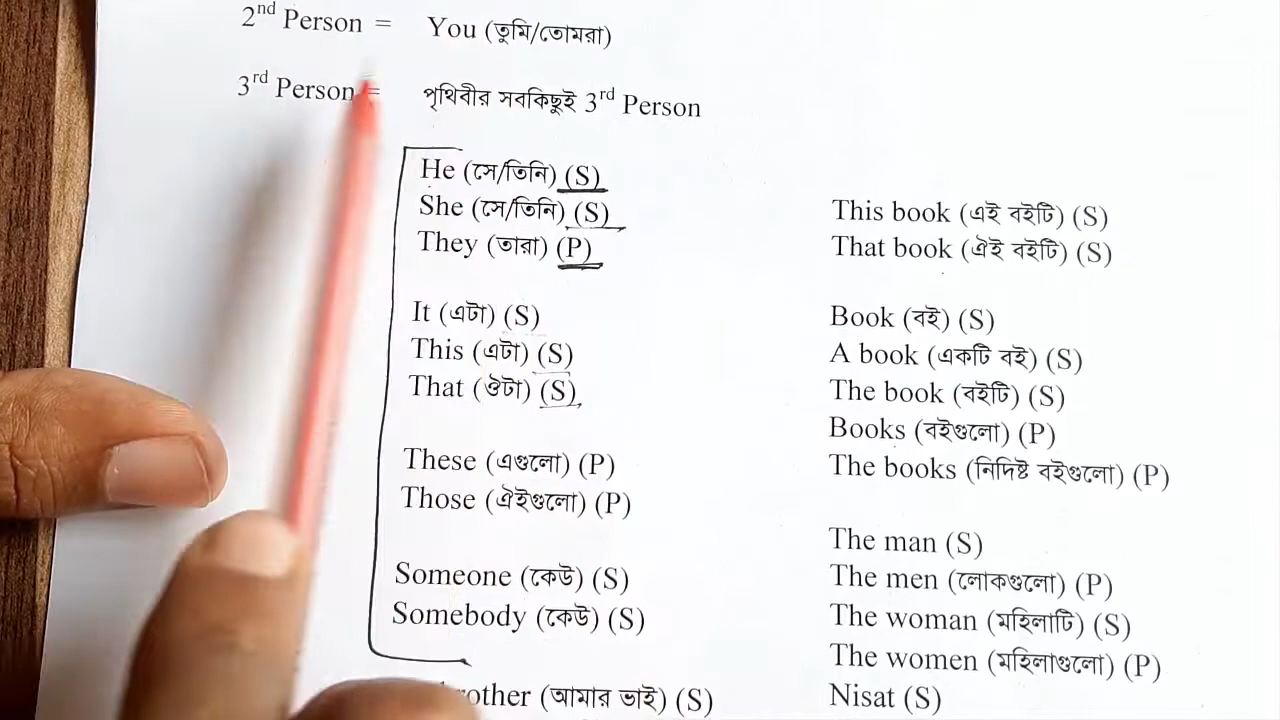 2nd Person = You (তুমি/তোমরা)
3rd Person = পৃথিবীর সবকিছুই 3rd Person
He (সে/তিনি) (S)
She (সে/তিনি) (S)
They (তারা) (P)
It (এটা) (S)
This (এটা) (S)
That (ঔটা) (S)
These (এগুলো) (P)
Those (ঐইগুলো) (P)
Someone (কেউ) (S)
Somebody (কেউ) (S)
(আমার ভাই) (S)
This book (এই বইটি) (S)
That book (ঐই বইটি) (S)
Book (বই) (S)
A book (একটি বই) (S)
The book (বইটি) (S)
Books (বইগুলো) (P)
The books (নিদিষ্ট বইগুলো) (P)
The man (S)
The men (লোকগুলো) (P)
The woman (মহিলাটি) (S)
The women (মহিলাগুলো) (P)
Nisat (S)